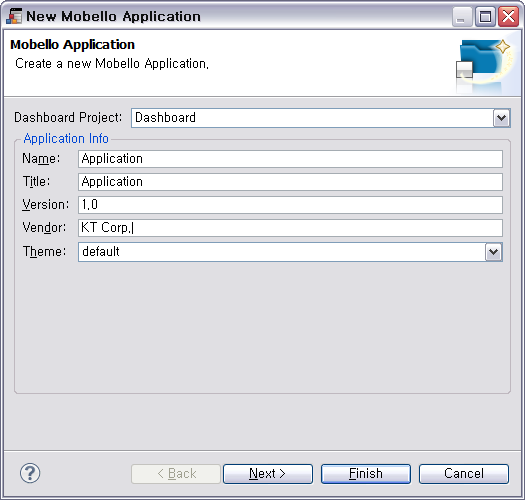 New Mobello Application
Mobello Application
Create a new Mobello Application.
Dashboard Project: Dashboard
Application Info
Name: Application
Title: Application
Version: 1.0
Vendor: KT Corp.
Theme: default
? < Back Next > Finish Cancel